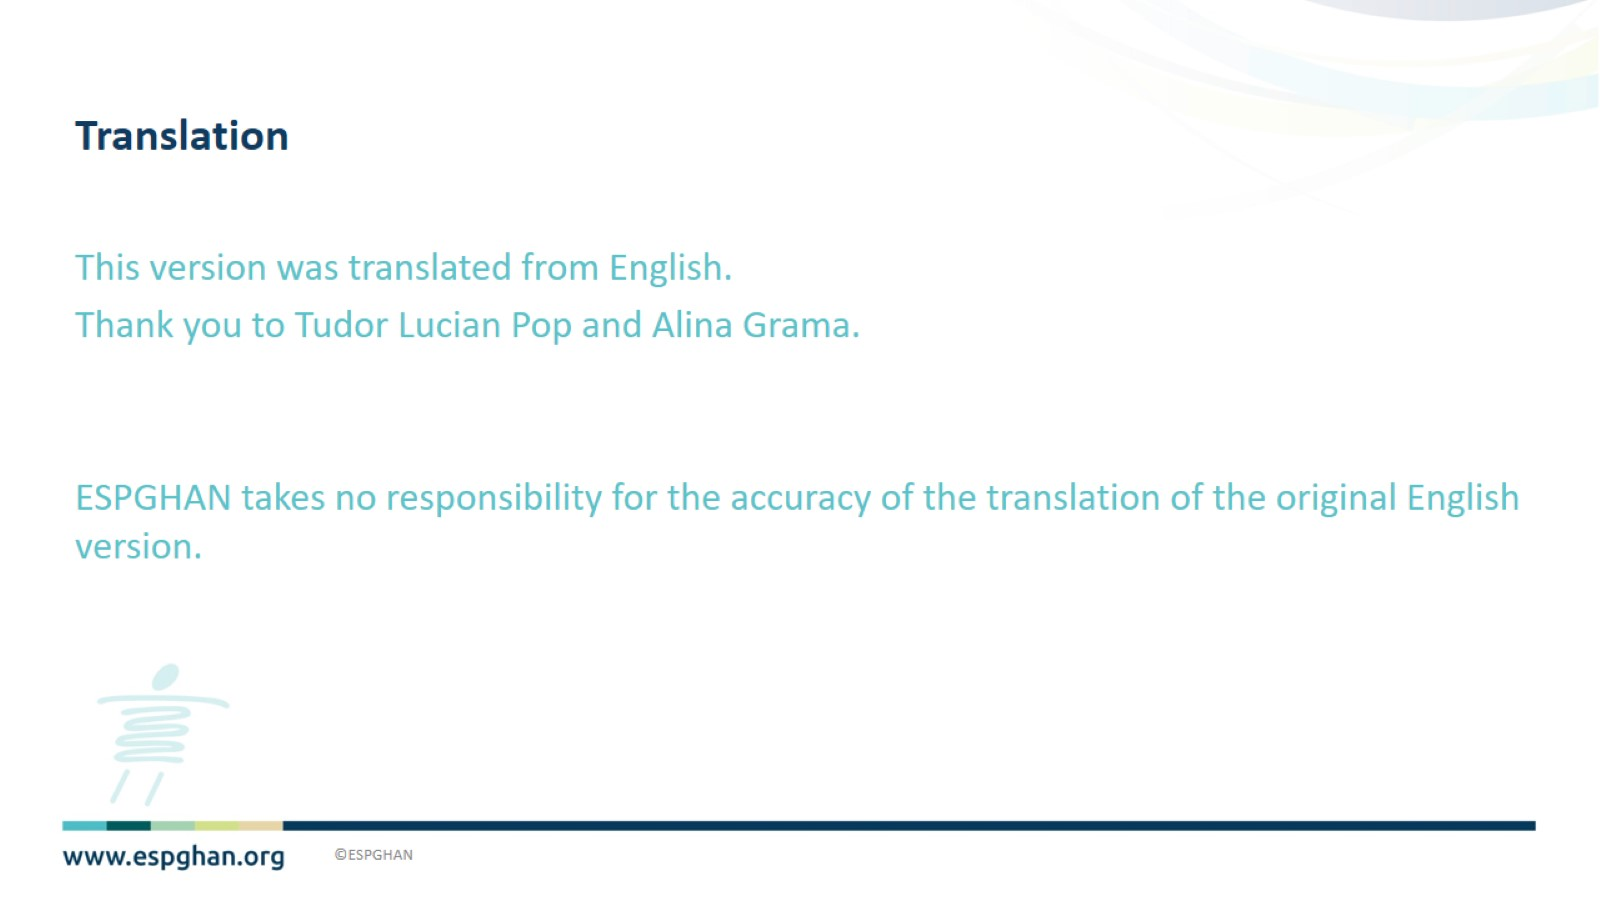 Translation
This version was translated from English.
Thank you to Tudor Lucian Pop and Alina Grama.
ESPGHAN takes no responsibility for the accuracy of the translation of the original English
version.
www.espghan.org
©ESPGHAN